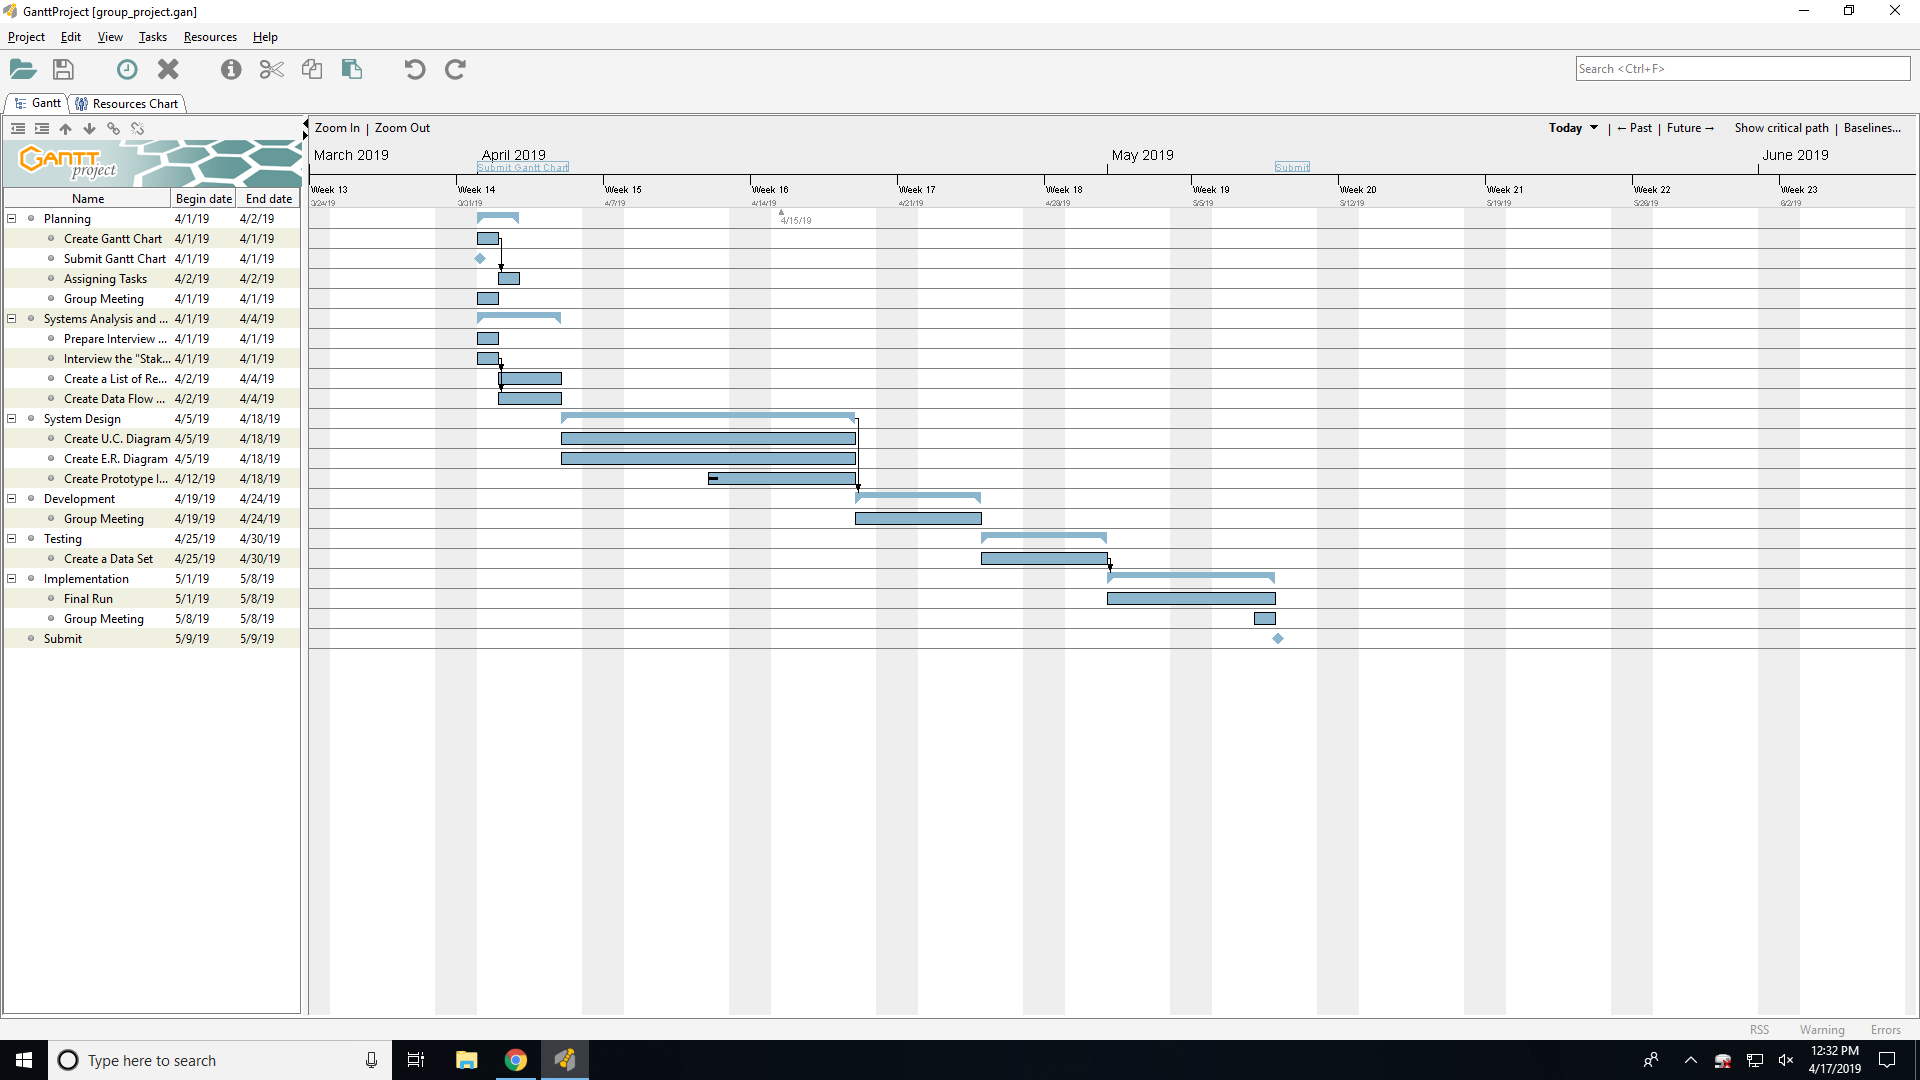 GanttProject [group_project.gan]
Project Edit View Tasks Resources Help
Search <Ctrl+F>
Gantt Resources Chart
Zoom In | Zoom Out Today | ← Past | Future → Show critical path | Baselines...
GANTT project
March 2019 April 2019 May 2019 June 2019
Submit Gantt Chart Submit
Week 13 Week 14 Week 15 Week 16 Week 17 Week 18 Week 19 Week 20 Week 21 Week 22 Week 23
3/24/19 3/31/19 4/7/19 4/14/19 4/21/19 4/28/19 5/5/19 5/12/19 5/19/19 5/26/19 6/2/19
4/15/19
Name Begin date End date
Planning 4/1/19 4/2/19
Create Gantt Chart 4/1/19 4/1/19
Submit Gantt Chart 4/1/19 4/1/19
Assigning Tasks 4/2/19 4/2/19
Group Meeting 4/1/19 4/1/19
Systems Analysis and ... 4/1/19 4/4/19
Prepare Interview ... 4/1/19 4/1/19
Interview the "Stak... 4/1/19 4/1/19
Create a List of Re... 4/2/19 4/4/19
Create Data Flow ... 4/2/19 4/4/19
System Design 4/5/19 4/18/19
Create U.C. Diagram 4/5/19 4/18/19
Create E.R. Diagram 4/5/19 4/18/19
Create Prototype I... 4/12/19 4/18/19
Development 4/19/19 4/24/19
Group Meeting 4/19/19 4/24/19
Testing 4/25/19 4/30/19
Create a Data Set 4/25/19 4/30/19
Implementation 5/1/19 5/8/19
Final Run 5/1/19 5/8/19
Group Meeting 5/8/19 5/8/19
Submit 5/9/19 5/9/19
RSS Warning Errors
Type here to search
12:32 PM
4/17/2019